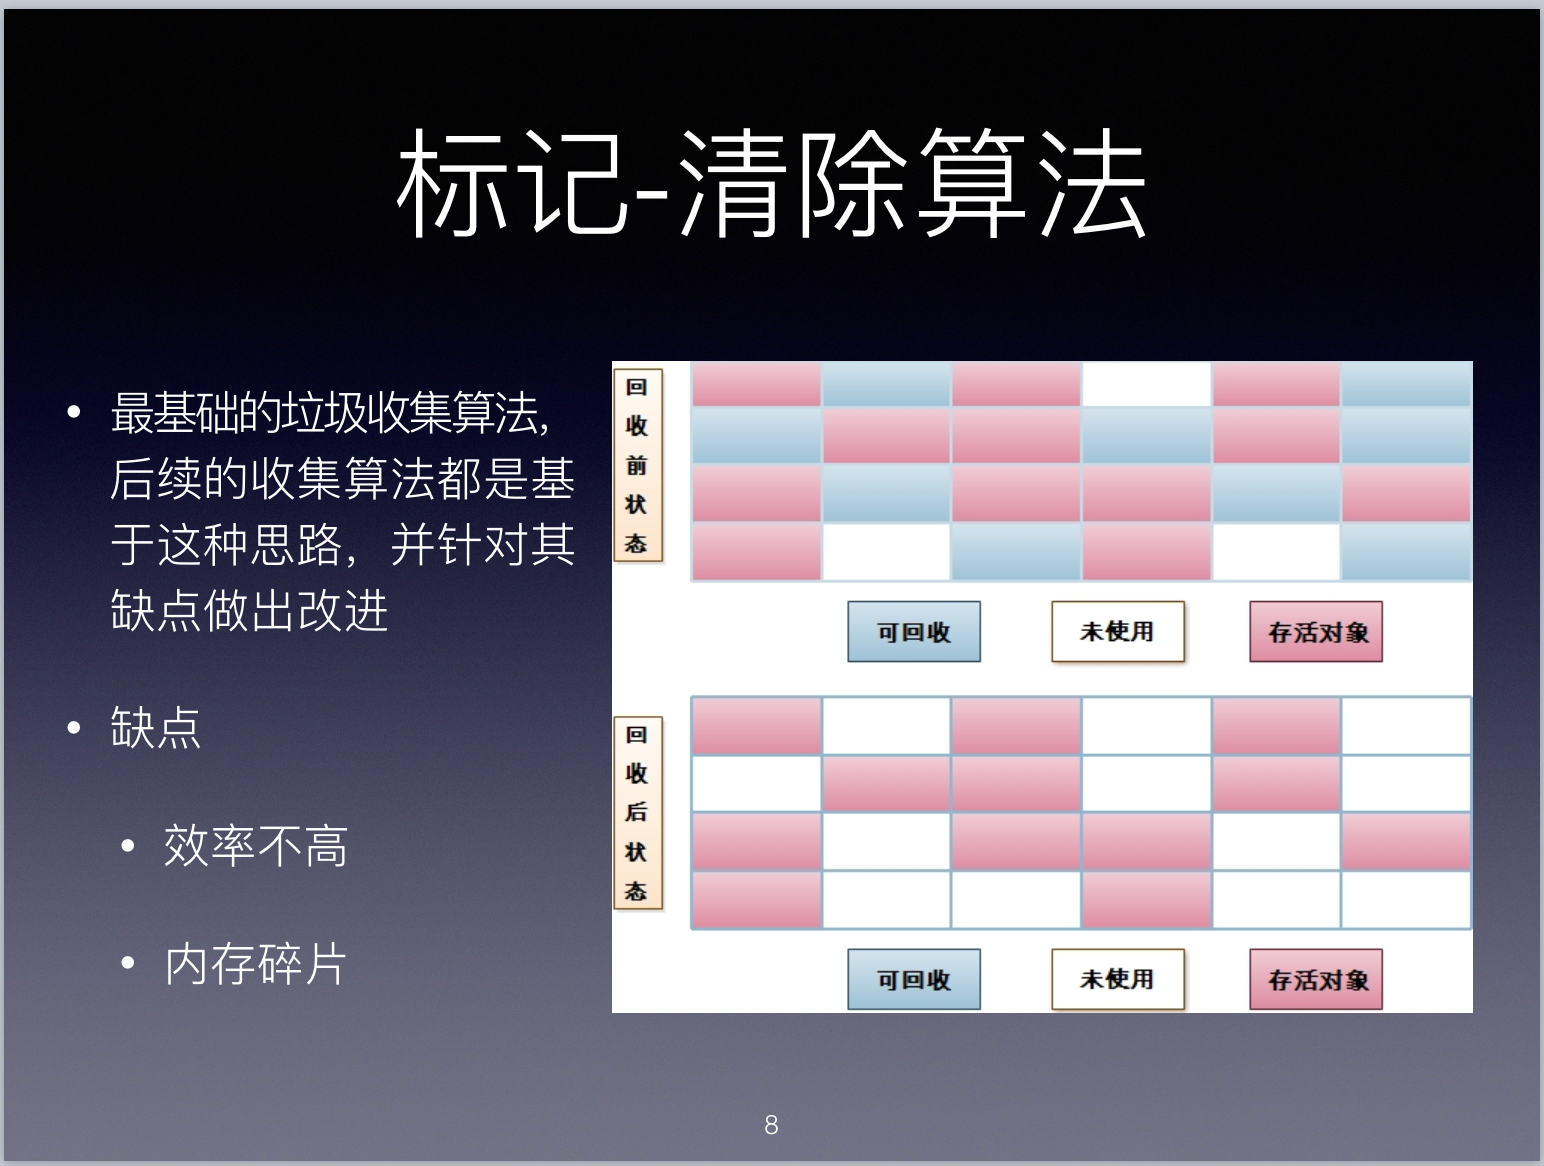 标记-清除算法
• 最基础的垃圾收集算法，
后续的收集算法都是基
于这种思路，并针对其
缺点做出改进
• 缺点
• 效率不高
• 内存碎片
回收前状态
可回收 未使用 存活对象
回收后状态
可回收 未使用 存活对象
8